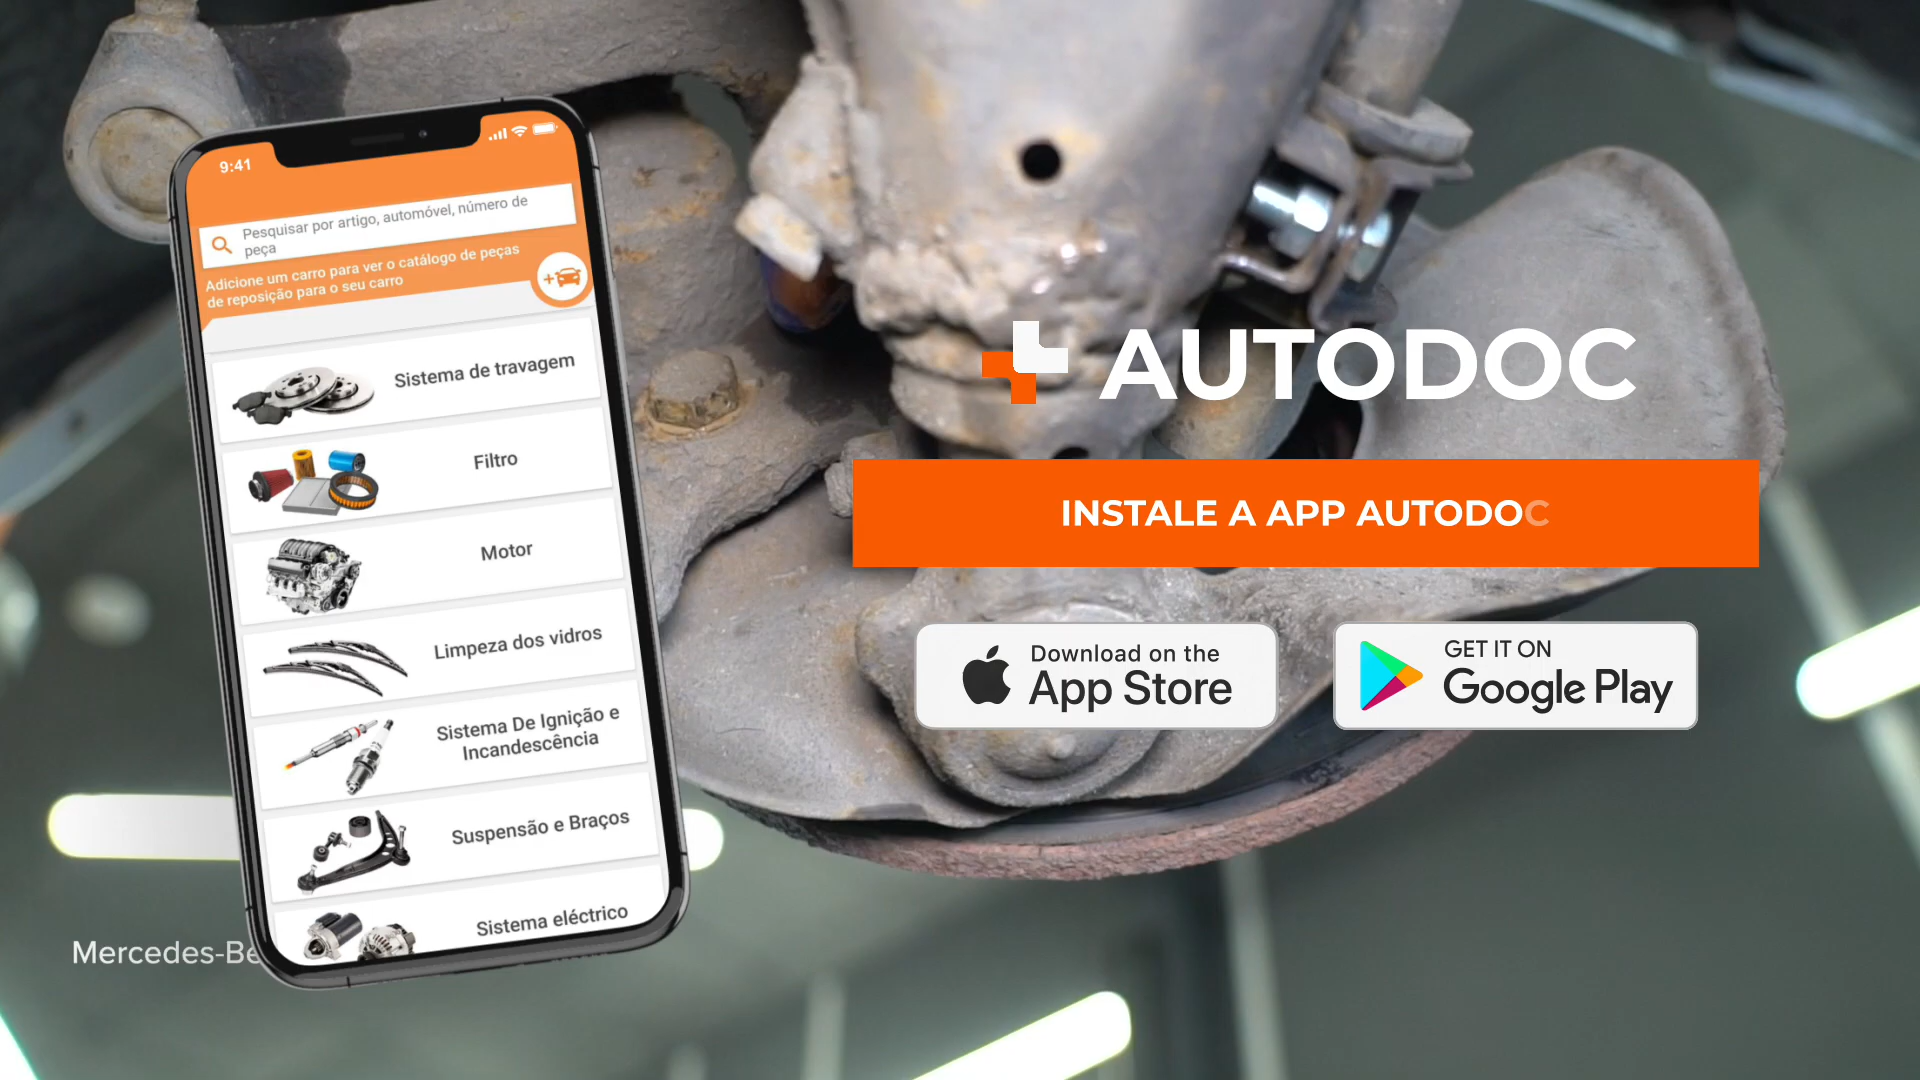 9:41
Pesquisar por artigo, automóvel, número de
peça
Adicione um carro para ver o catálogo de peças
de reposição para o seu carro
Sistema de travagem
Filtro
Motor
Limpeza dos vidros
Sistema De Ignição e
Incandescência
Suspensão e Braços
Sistema eléctrico
AUTODOC
INSTALE A APP AUTODOC
Download on the
App Store
GET IT ON
Google Play
Mercedes-Be